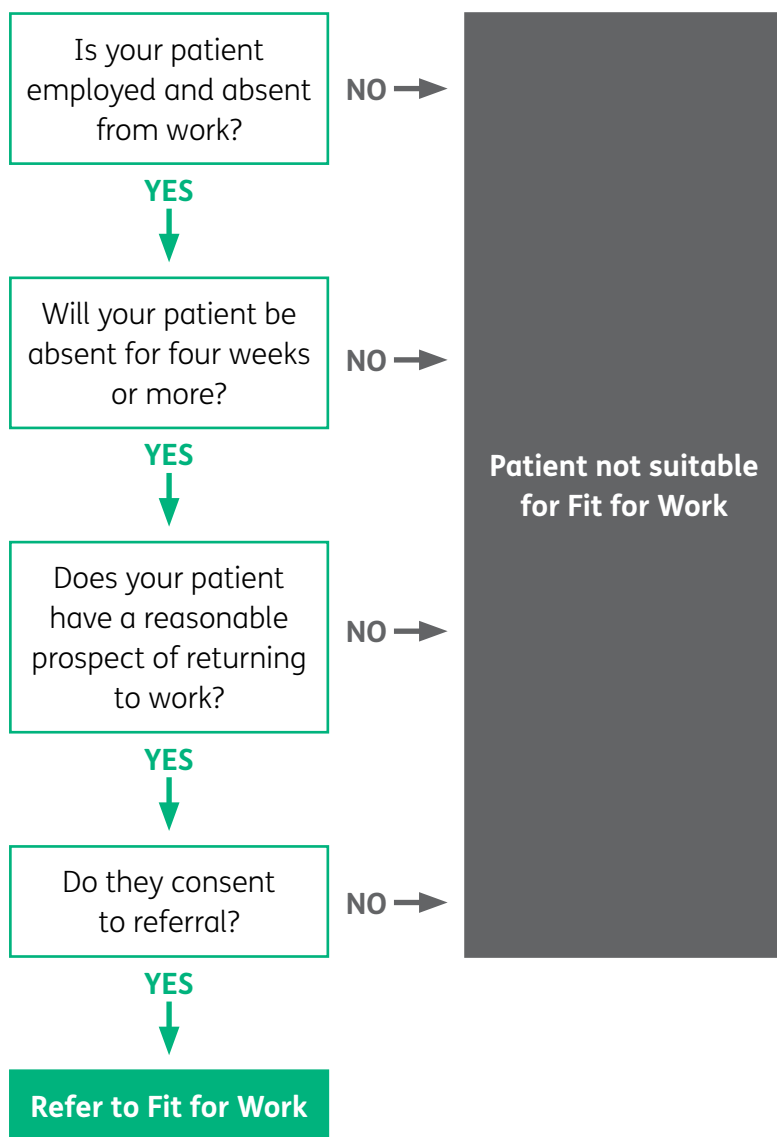 Is your patient
employed and absent
from work?
NO
YES
Will your patient be
absent for four weeks
or more?
NO
YES
Patient not suitable
for Fit for Work
Does your patient
have a reasonable
prospect of returning
to work?
NO
YES
Do they consent
to referral?
NO
YES
Refer to Fit for Work